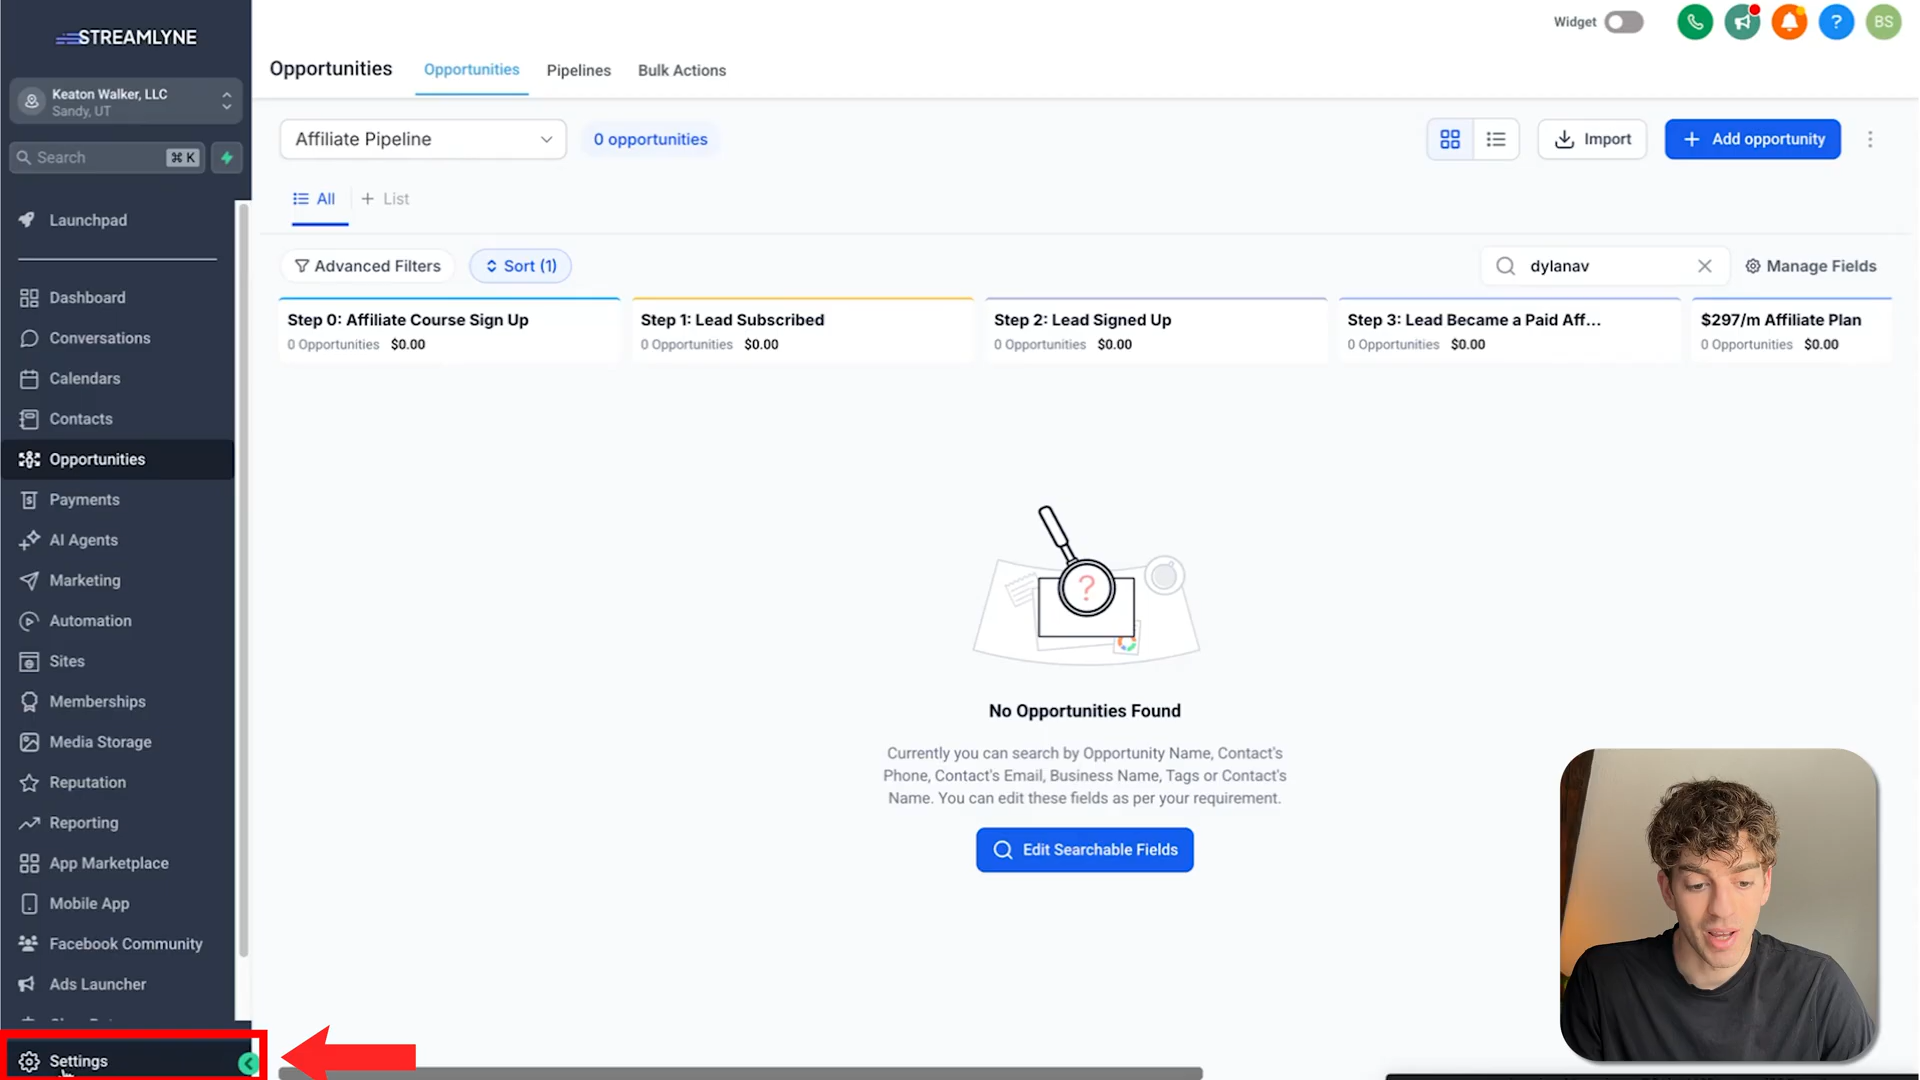 STREAMLYNE
Keaton Walker, LLC
Sandy, UT
Search
⌘ K
Launchpad
Dashboard
Conversations
Calendars
Contacts
Opportunities
Payments
AI Agents
Marketing
Automation
Sites
Memberships
Media Storage
Reputation
Reporting
App Marketplace
Mobile App
Facebook Community
Ads Launcher
Settings
Widget
?
BS
Opportunities
Opportunities
Pipelines
Bulk Actions
Affiliate Pipeline
0 opportunities
Import
+ Add opportunity
All
+ List
Advanced Filters
Sort (1)
dylanav
Manage Fields
Step 0: Affiliate Course Sign Up
0 Opportunities $0.00
Step 1: Lead Subscribed
0 Opportunities $0.00
Step 2: Lead Signed Up
0 Opportunities $0.00
Step 3: Lead Became a Paid Aff...
0 Opportunities $0.00
$297/m Affiliate Plan
0 Opportunities $0.00
?
No Opportunities Found
Currently you can search by Opportunity Name, Contact's
Phone, Contact's Email, Business Name, Tags or Contact's
Name. You can edit these fields as per your requirement.
Edit Searchable Fields